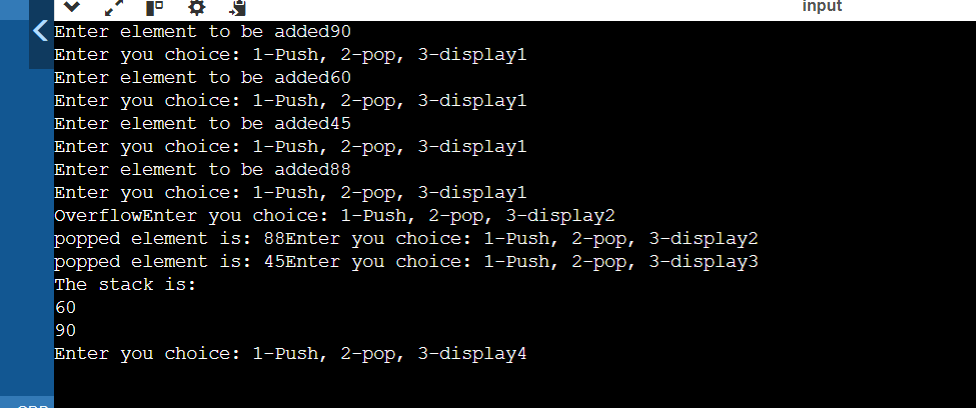 input
Enter element to be added90
Enter you choice: 1-Push, 2-pop, 3-display1
Enter element to be added60
Enter you choice: 1-Push, 2-pop, 3-display1
Enter element to be added45
Enter you choice: 1-Push, 2-pop, 3-display1
Enter element to be added88
Enter you choice: 1-Push, 2-pop, 3-display1
OverflowEnter you choice: 1-Push, 2-pop, 3-display2
popped element is: 88Enter you choice: 1-Push, 2-pop, 3-display2
popped element is: 45Enter you choice: 1-Push, 2-pop, 3-display3
The stack is:
60
90
Enter you choice: 1-Push, 2-pop, 3-display4